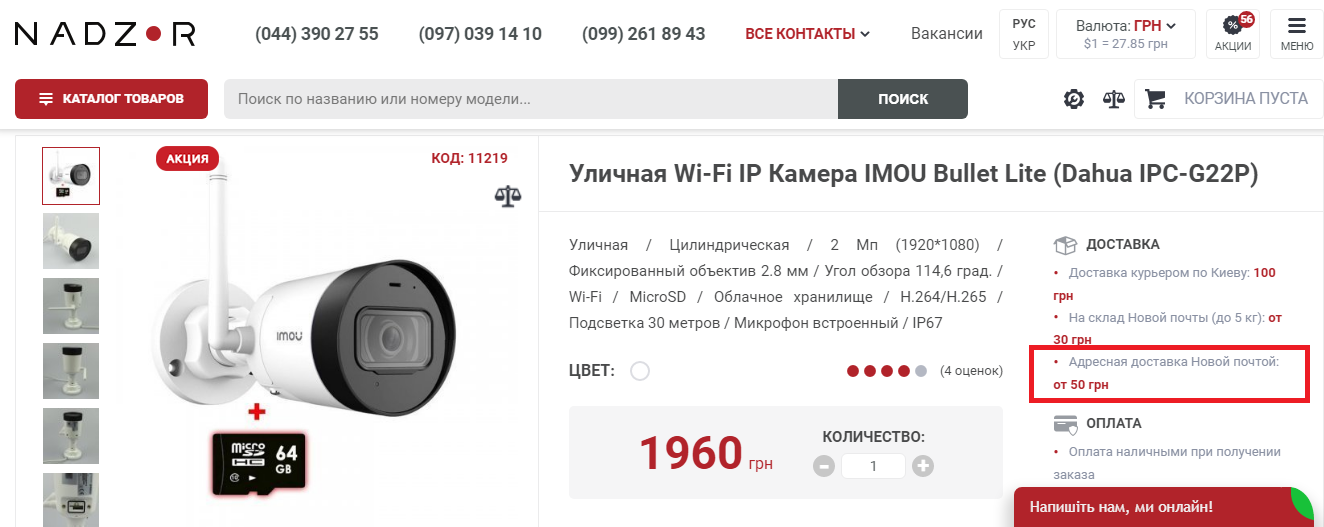 NADZOR
(044) 390 27 55
(097) 039 14 10
(099) 261 89 43
ВСЕ КОНТАКТЫ
Вакансии
РУС
УКР
Валюта: ГРН
$1 = 27.85 грн
%
56
АКЦИИ
МЕНЮ
КАТАЛОГ ТОВАРОВ
Поиск по названию или номеру модели...
ПОИСК
КОРЗИНА ПУСТА
АКЦИЯ
КОД: 11219
imou
+
micro SD HC
64 GB
Уличная Wi-Fi IP Камера IMOU Bullet Lite (Dahua IPC-G22P)
Уличная / Цилиндрическая / 2 Мп (1920*1080) /
Фиксированный объектив 2.8 мм / Угол обзора 114,6 град. /
Wi-Fi / MicroSD / Облачное хранилище / H.264/H.265 /
Подсветка 30 метров / Микрофон встроенный / IP67
ЦВЕТ:
(4 оценок)
1960 грн
КОЛИЧЕСТВО:
- 1 +
ДОСТАВКА
• Доставка курьером по Киеву: 100
грн
• На склад Новой почты (до 5 кг): от
30 грн
• Адресная доставка Новой почтой:
от 50 грн
ОПЛАТА
• Оплата наличными при получении
заказа
Напишіть нам, ми онлайн!